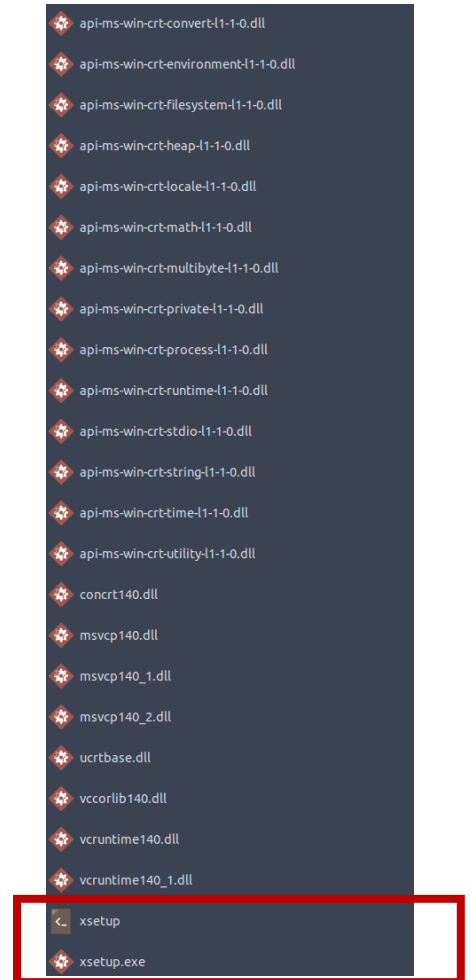 api-ms-win-crt-convert-l1-1-0.dll
api-ms-win-crt-environment-l1-1-0.dll
api-ms-win-crt-filesystem-l1-1-0.dll
api-ms-win-crt-heap-l1-1-0.dll
api-ms-win-crt-locale-l1-1-0.dll
api-ms-win-crt-math-l1-1-0.dll
api-ms-win-crt-multibyte-l1-1-0.dll
api-ms-win-crt-private-l1-1-0.dll
api-ms-win-crt-process-l1-1-0.dll
api-ms-win-crt-runtime-l1-1-0.dll
api-ms-win-crt-stdio-l1-1-0.dll
api-ms-win-crt-string-l1-1-0.dll
api-ms-win-crt-time-l1-1-0.dll
api-ms-win-crt-utility-l1-1-0.dll
concrt140.dll
msvcp140.dll
msvcp140_1.dll
msvcp140_2.dll
ucrtbase.dll
vccorlib140.dll
vcruntime140.dll
vcruntime140_1.dll
xsetup
xsetup.exe